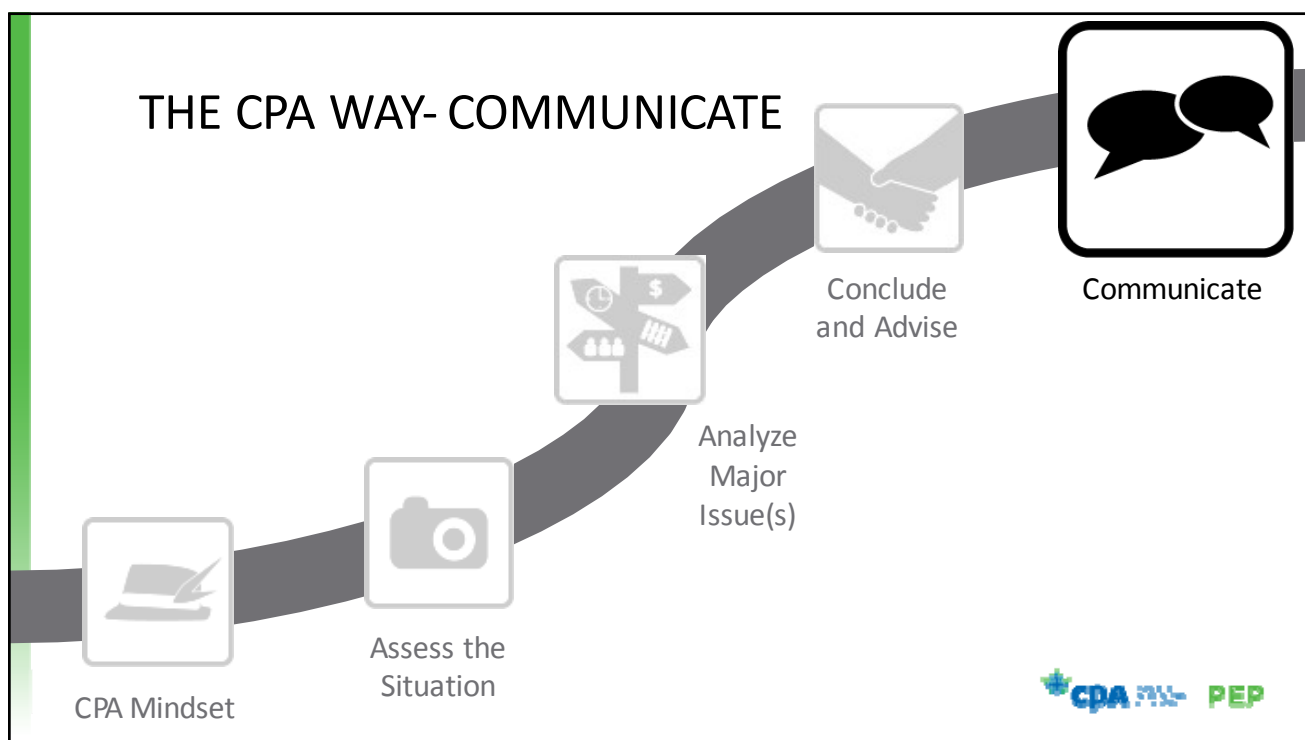 THE CPA WAY- COMMUNICATE
$
Communicate
Conclude
and Advise
Analyze
Major
Issue(s)
Assess the
Situation
CPA Mindset
CPA PEP